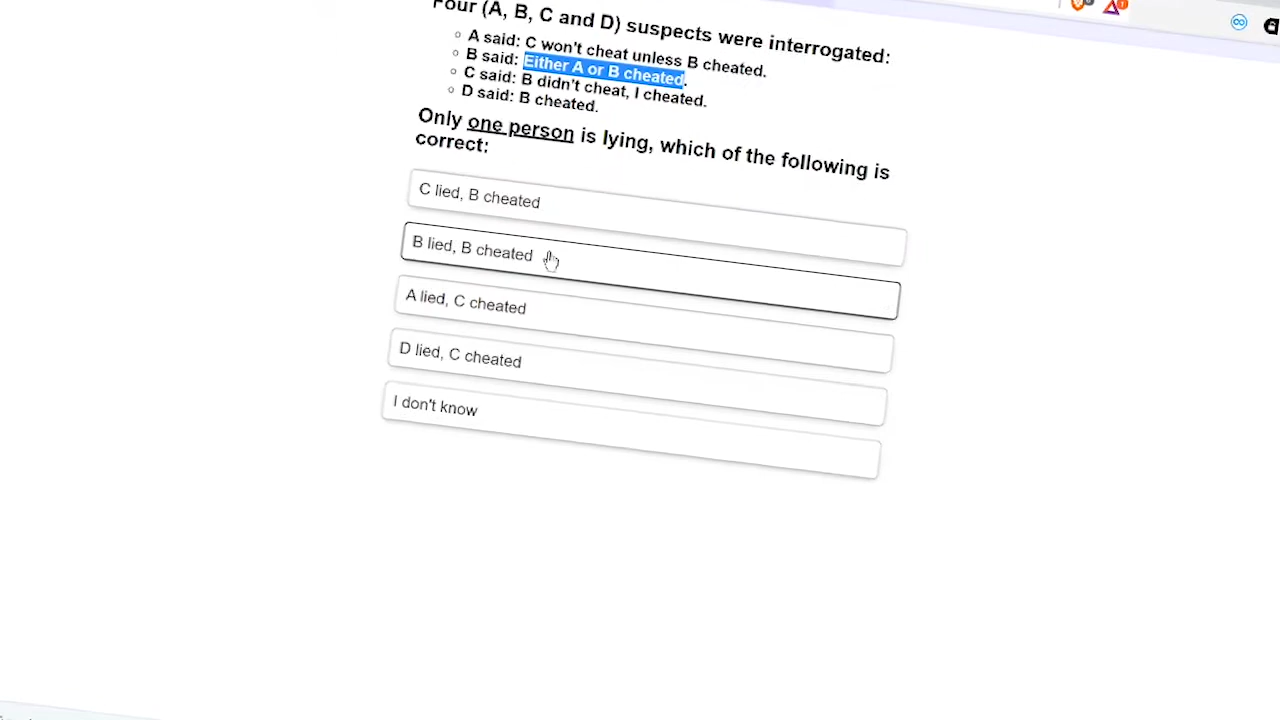 Four (A, B, C and D) suspects were interrogated:
A said: C won't cheat unless B cheated.
B said: Either A or B cheated.
C said: B didn't cheat, I cheated.
D said: B cheated.
Only one person is lying, which of the following is
correct:
C lied, B cheated
B lied, B cheated
A lied, C cheated
D lied, C cheated
I don't know